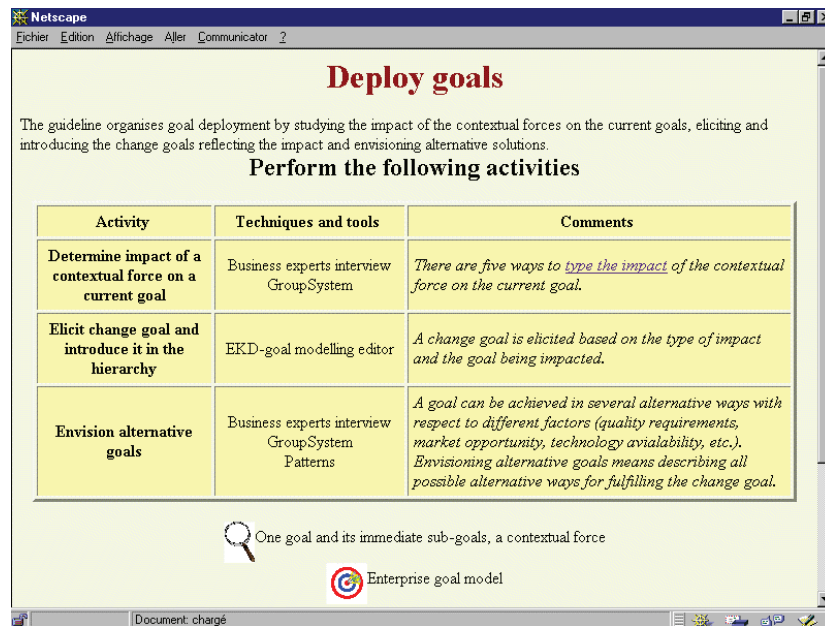 Netscape
Fichier Edition Affichage Aller Communicator ?
Deploy goals
The guideline organises goal deployment by studying the impact of the contextual forces on the current goals, eliciting and
introducing the change goals reflecting the impact and envisioning alternative solutions.
Perform the following activities
Activity
Techniques and tools
Comments
Determine impact of a
contextual force on a
current goal
Business experts interview
GroupSystem
There are five ways to type the impact of the contextual
force on the current goal.
Elicit change goal and
introduce it in the
hierarchy
EKD-goal modelling editor
A change goal is elicited based on the type of impact
and the goal being impacted.
Envision alternative
goals
Business experts interview
GroupSystem
Patterns
A goal can be achieved in several alternative ways with
respect to different factors (quality requirements,
market opportunity, technology avialability, etc.).
Envisioning alternative goals means describing all
possible alternative ways for fulfilling the change goal.
One goal and its immediate sub-goals, a contextual force
Enterprise goal model
Document: chargé